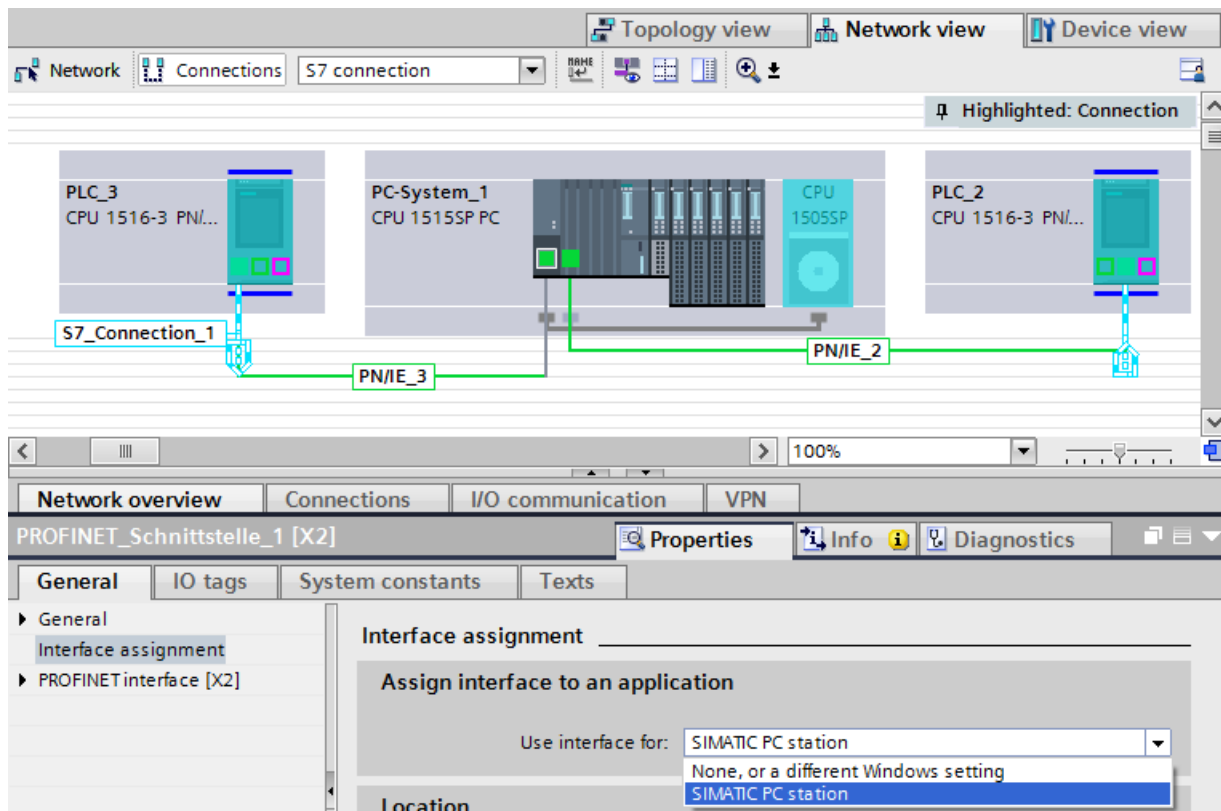 Topology view
Network view
Device view
Network
Connections
S7 connection
NAME
Highlighted: Connection
PLC_3
CPU 1516-3 PN/...
PC-System_1
CPU 1515SP PC
CPU
1505SP
PLC_2
CPU 1516-3 PN/...
S7_Connection_1
PN/IE_2
PN/IE_3
100%
Network overview
Connections
I/O communication
VPN
PROFINET_Schnittstelle_1 [X2]
Properties
Info
Diagnostics
General
IO tags
System constants
Texts
General
Interface assignment
PROFINET interface [X2]
Interface assignment
Assign interface to an application
Use interface for:
SIMATIC PC station
None, or a different Windows setting
SIMATIC PC station
Location